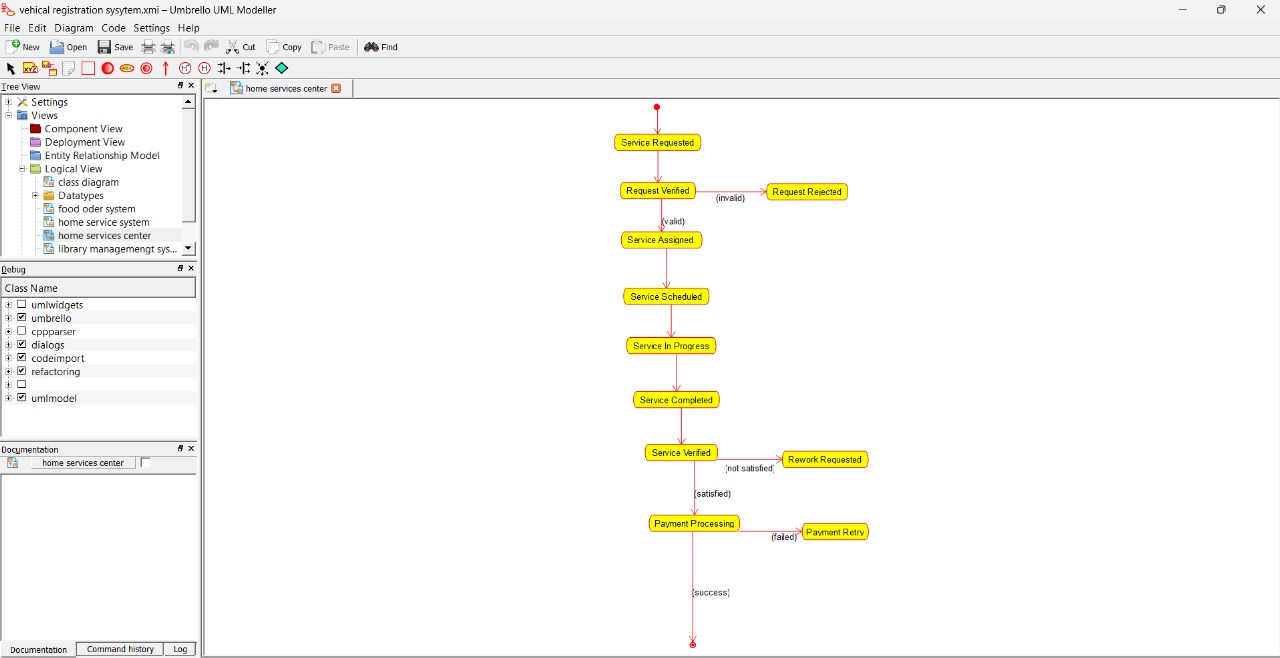 vehical registration sysytem.xmi – Umbrello UML Modeller
File Edit Diagram Code Settings Help
New Open Save Cut Copy Paste Find
Tree View
home services center
Settings
Views
Component View
Deployment View
Entity Relationship Model
Logical View
class diagram
Datatypes
food oder system
home service system
home services center
library managemengt sys...
Debug
Class Name
umlwidgets
umbrello
cppparser
dialogs
codeimport
refactoring
umlmodel
Documentation
home services center
Documentation Command history Log
Service Requested
Request Verified
(invalid)
Request Rejected
(valid)
Service Assigned.
Service Scheduled
Service In Progress
Service Completed
Service Verified
(not satisfied)
Rework Requested
(satisfied)
Payment Processing
(failed)
Payment Retry
(success)